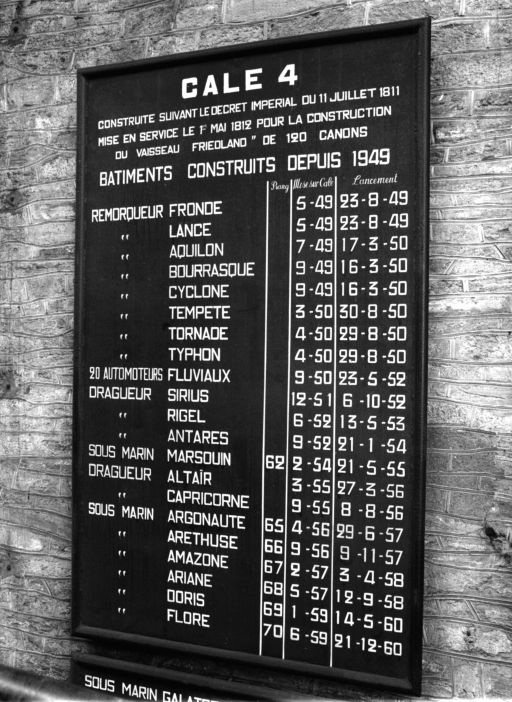 CALE 4
CONSTRUITE SUIVANT LE DECRET IMPERIAL DU 11 JUILLET 1811
MISE EN SERVICE LE 1er MAI 1812 POUR LA CONSTRUCTION
DU VAISSEAU FRIEDLAND " DE 120 CANONS
BATIMENTS CONSTRUITS DEPUIS 1949
Rang Mise sur Cale Lancement
REMORQUEUR FRONDE 5-49 23-8-49
" LANCE 5-49 23-8-49
" AQUILON 7-49 17-3-50
" BOURRASQUE 9-49 16-3-50
" CYCLONE 9-49 16-3-50
" TEMPETE 3-50 30-8-50
" TORNADE 4-50 29-8-50
" TYPHON 4-50 29-8-50
20 AUTOMOTEURS FLUVIAUX 9-50 23-5-52
DRAGUEUR SIRIUS 12-51 6-10-52
" RIGEL 6-52 13-5-53
" ANTARES 9-52 21-1-54
SOUS MARIN MARSOUIN 62 2-54 21-5-55
DRAGUEUR ALTAÏR 3-55 27-3-56
" CAPRICORNE 9-55 8-8-56
SOUS MARIN ARGONAUTE 65 4-56 29-6-57
" ARETHUSE 66 9-56 9-11-57
" AMAZONE 67 2-57 3-4-58
" ARIANE 68 5-57 12-9-58
" DORIS 69 1-59 14-5-60
" FLORE 70 6-59 21-12-60
SOUS MARIN